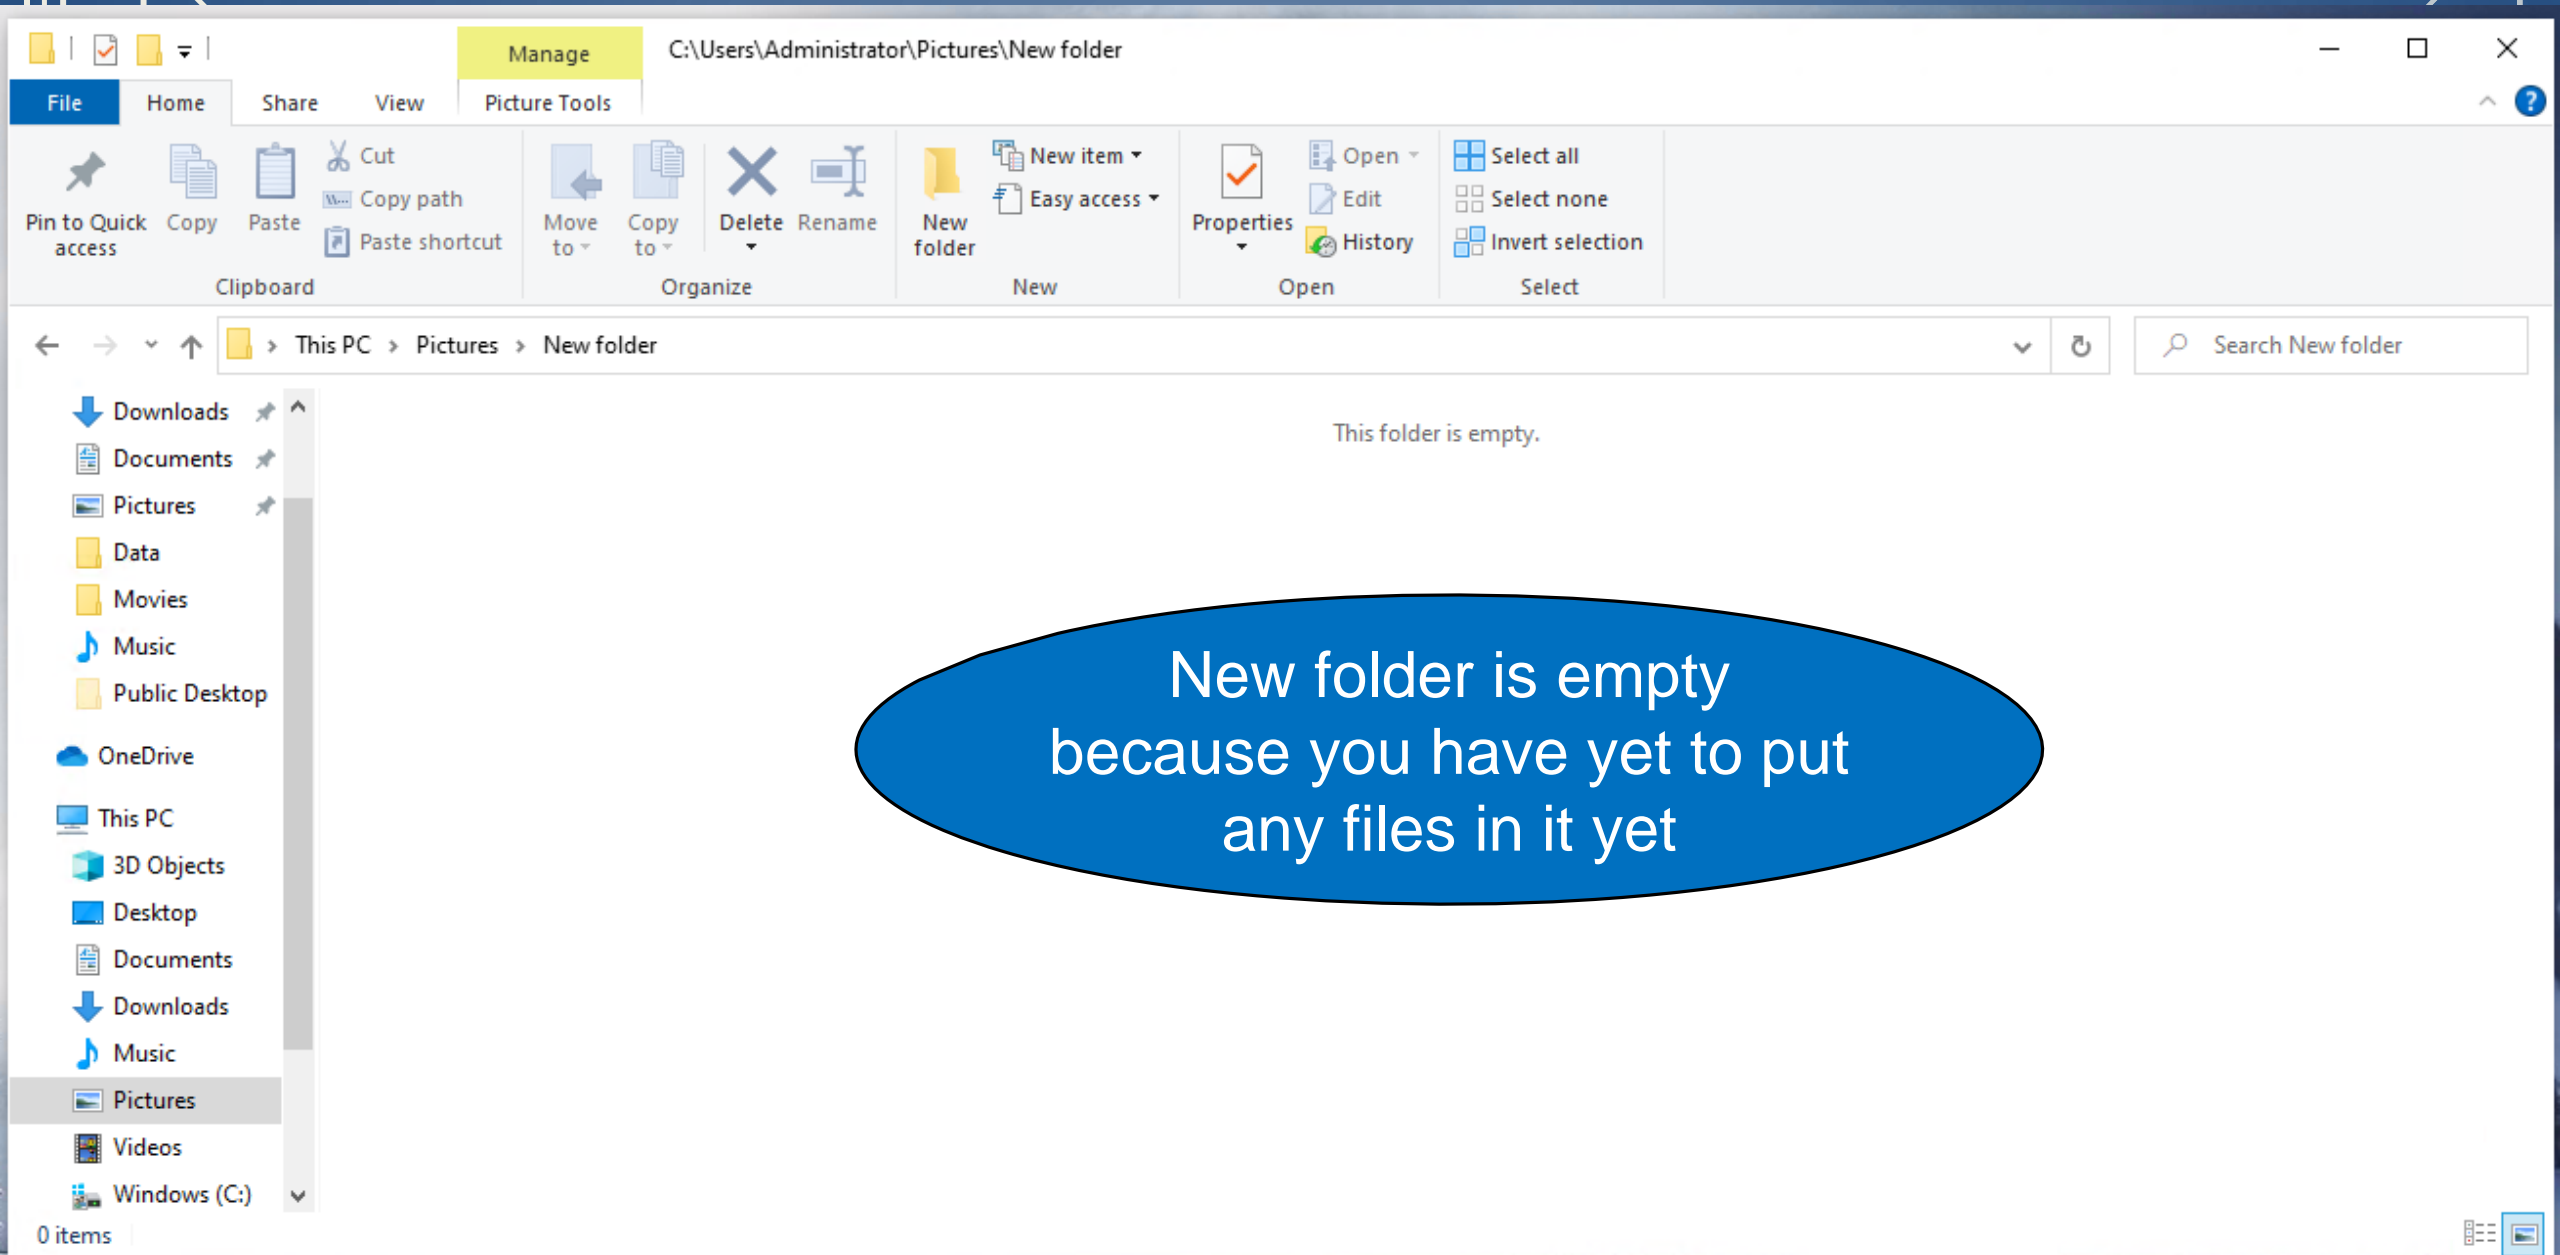 Manage
C:\Users\Administrator\Pictures\New folder
File Home Share View Picture Tools
Pin to Quick access
Copy
Paste
Cut
Copy path
Paste shortcut
Clipboard
Move to
Copy to
Delete
Rename
Organize
New folder
New item
Easy access
New
Properties
Open
Edit
History
Open
Select all
Select none
Invert selection
Select
This PC > Pictures > New folder
Search New folder
Downloads
Documents
Pictures
Data
Movies
Music
Public Desktop
OneDrive
This PC
3D Objects
Desktop
Documents
Downloads
Music
Pictures
Videos
Windows (C:)
This folder is empty.
New folder is empty
because you have yet to put
any files in it yet
0 items